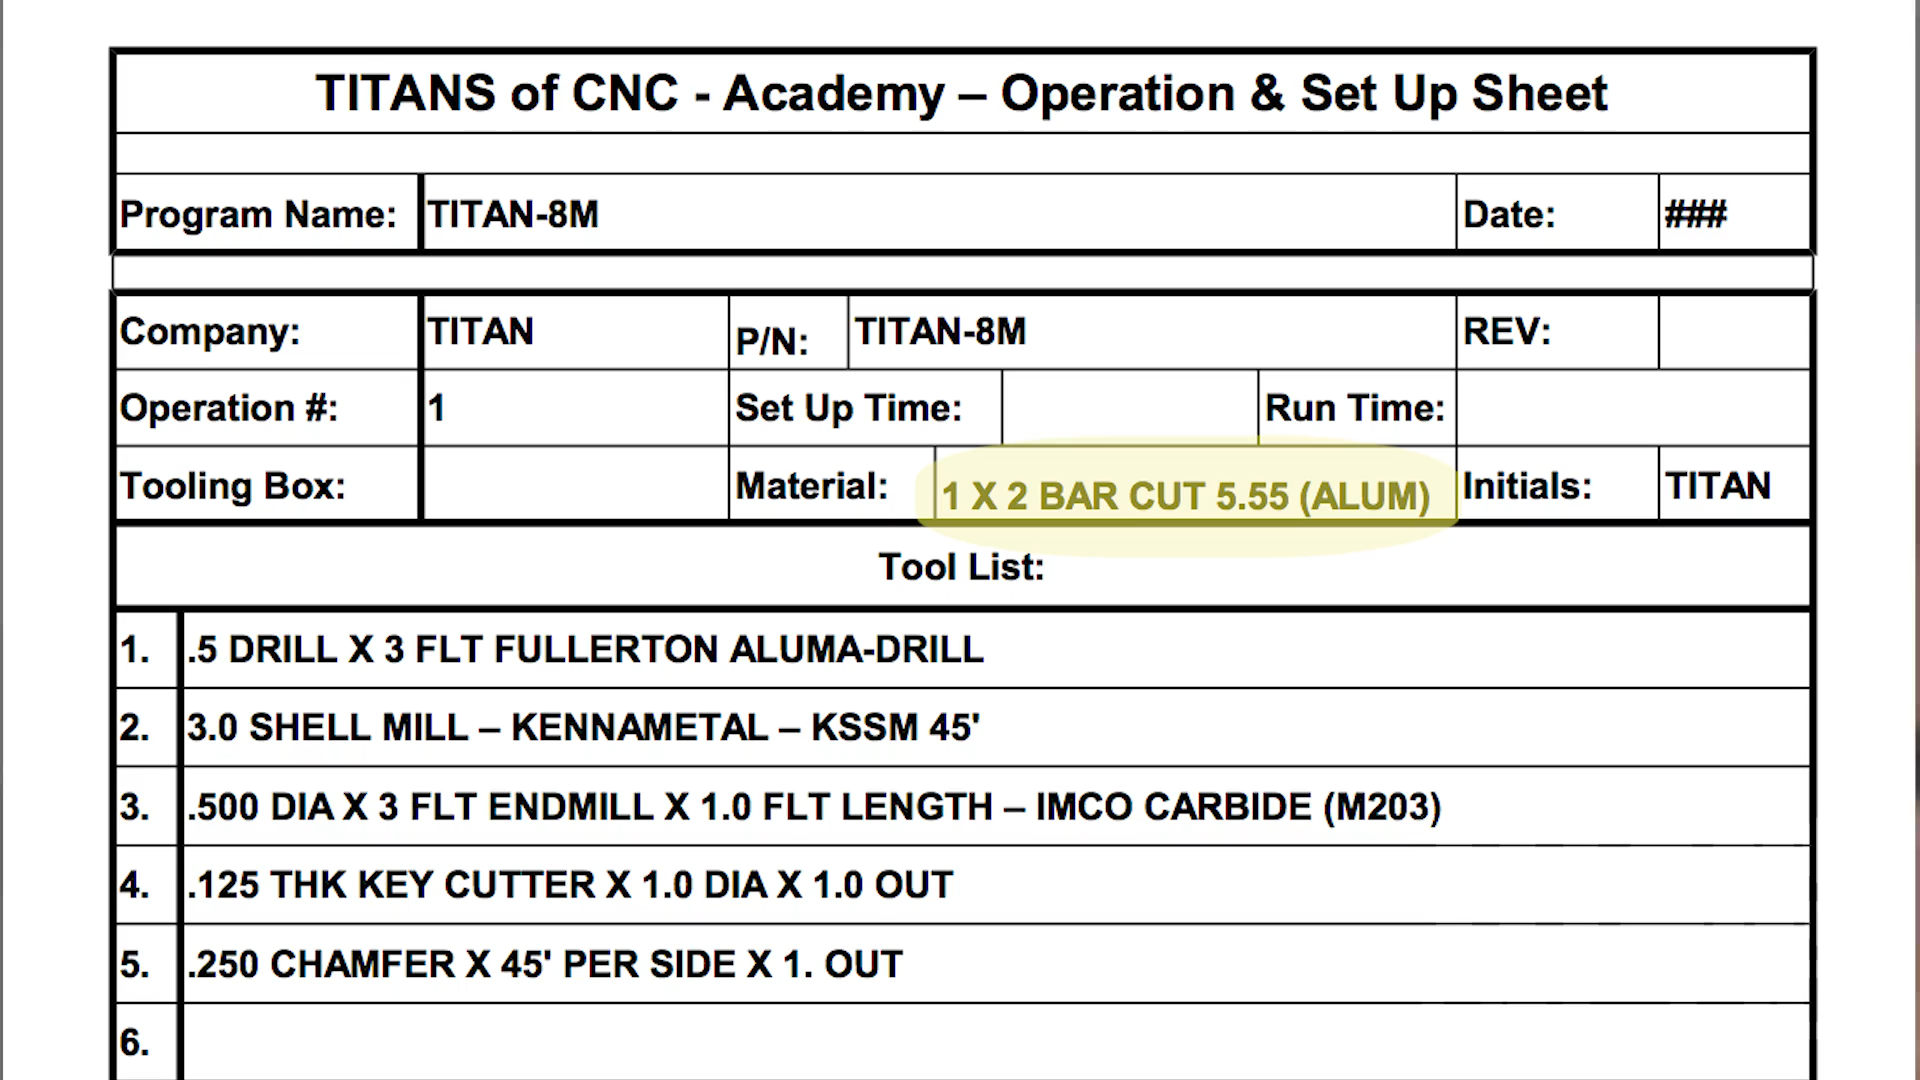 TITANS of CNC - Academy – Operation & Set Up Sheet
Program Name: TITAN-8M Date: ###
Company: TITAN P/N: TITAN-8M REV:
Operation #: 1 Set Up Time: Run Time:
Tooling Box: Material: 1 X 2 BAR CUT 5.55 (ALUM) Initials: TITAN
Tool List:
1. .5 DRILL X 3 FLT FULLERTON ALUMA-DRILL
2. 3.0 SHELL MILL – KENNAMETAL – KSSM 45'
3. .500 DIA X 3 FLT ENDMILL X 1.0 FLT LENGTH – IMCO CARBIDE (M203)
4. .125 THK KEY CUTTER X 1.0 DIA X 1.0 OUT
5. .250 CHAMFER X 45' PER SIDE X 1. OUT
6.